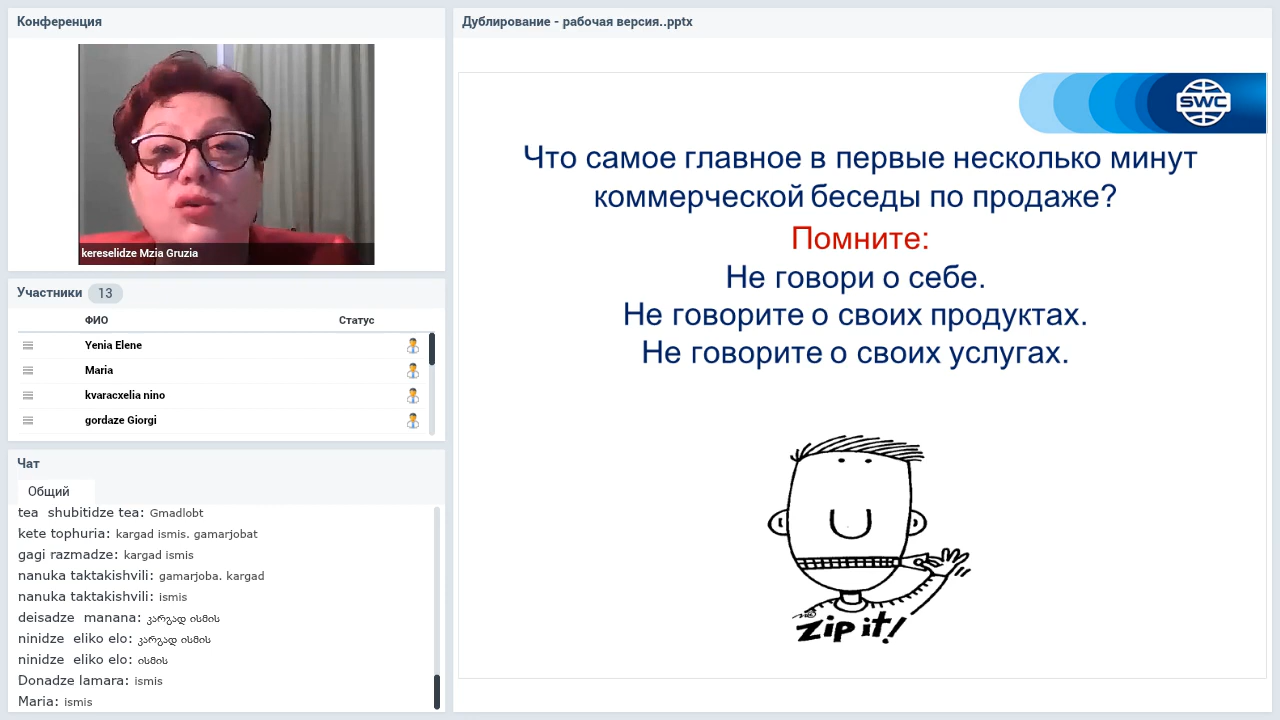 Конференция
kereselidze Mzia Gruzia
Участники 13
ФИО Статус
Yenia Elene
Maria
kvaracxelia nino
gordaze Giorgi
Чат
Общий
tea shubitidze tea: Gmadlobt
kete tophuria: kargad ismis. gamarjobat
gagi razmadze: kargad ismis
nanuka taktakishvili: gamarjoba. kargad
nanuka taktakishvili: ismis
deisadze manana: კარგად ისმის
ninidze eliko elo: კარგად ისმის
ninidze eliko elo: ისმის
Donadze lamara: ismis
Maria: ismis
Дублирование - рабочая версия..pptx
SWC
Что самое главное в первые несколько минут
коммерческой беседы по продаже?
Помните:
Не говори о себе.
Не говорите о своих продуктах.
Не говорите о своих услугах.
zip it!